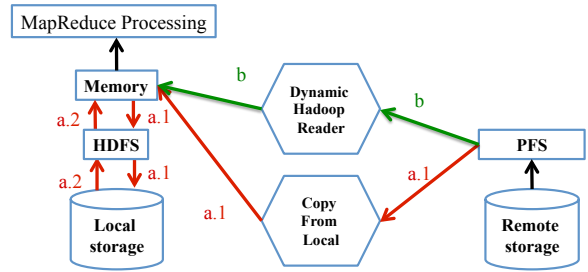 MapReduce Processing
Memory
b
Dynamic
Hadoop
Reader
b
a.2
a.1
HDFS
PFS
a.2
a.1
a.1
a.1
Local
storage
Copy
From
Local
Remote
storage